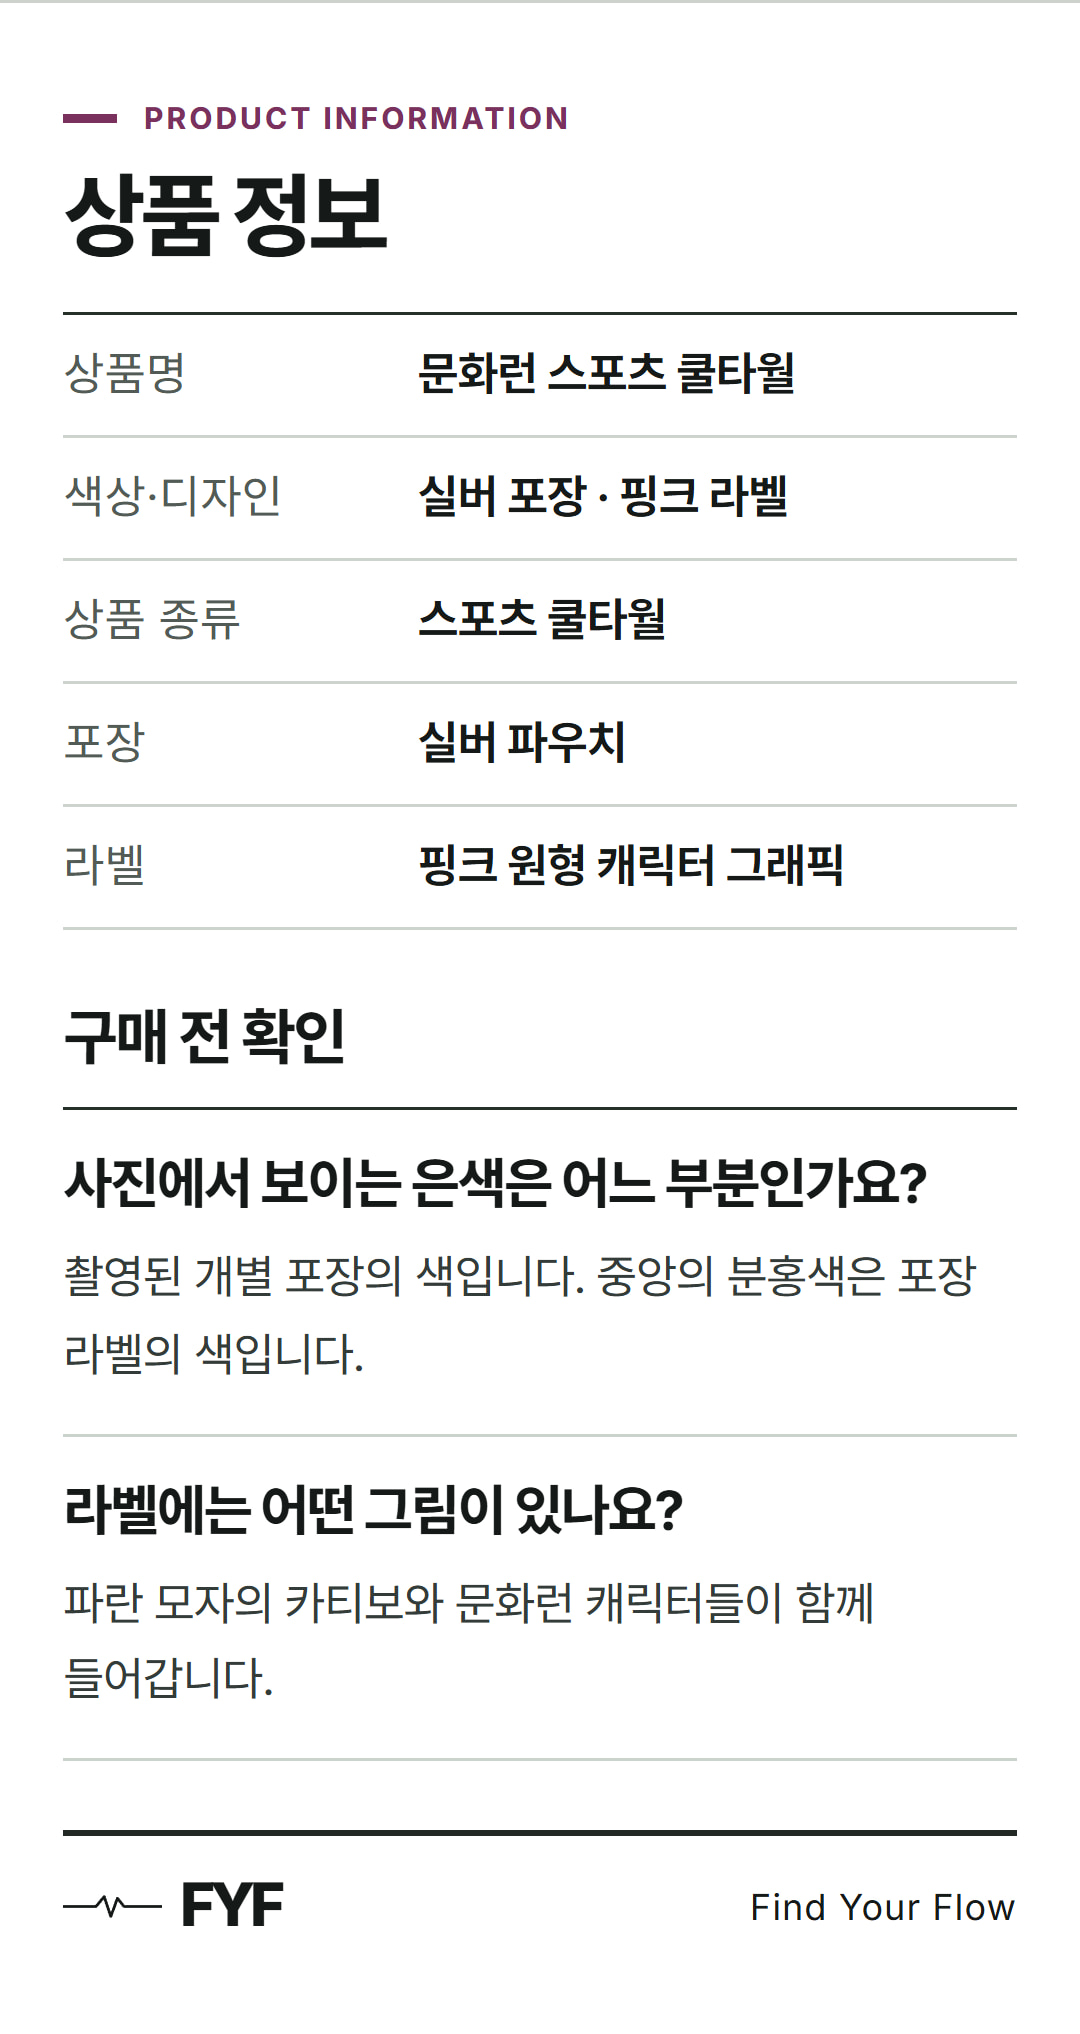 PRODUCT INFORMATION
상품 정보
상품명 문화런 스포츠 쿨타월
색상·디자인 실버 포장 · 핑크 라벨
상품 종류 스포츠 쿨타월
포장 실버 파우치
라벨 핑크 원형 캐릭터 그래픽
구매 전 확인
사진에서 보이는 은색은 어느 부분인가요?
촬영된 개별 포장의 색입니다. 중앙의 분홍색은 포장
라벨의 색입니다.
라벨에는 어떤 그림이 있나요?
파란 모자의 카티보와 문화런 캐릭터들이 함께
들어갑니다.
FYF Find Your Flow